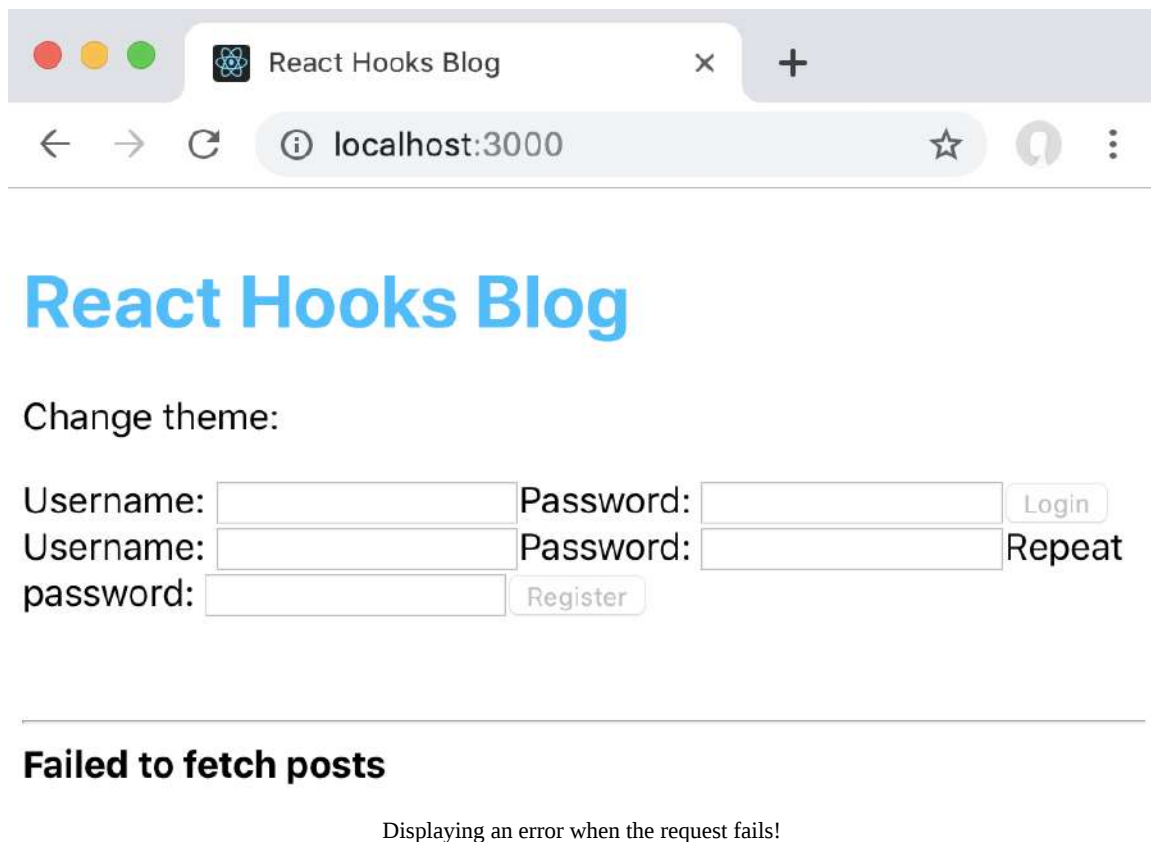 React Hooks Blog
localhost:3000
React Hooks Blog
Change theme:
Username: Password: Login
Username: Password: Repeat
password: Register
Failed to fetch posts
Displaying an error when the request fails!